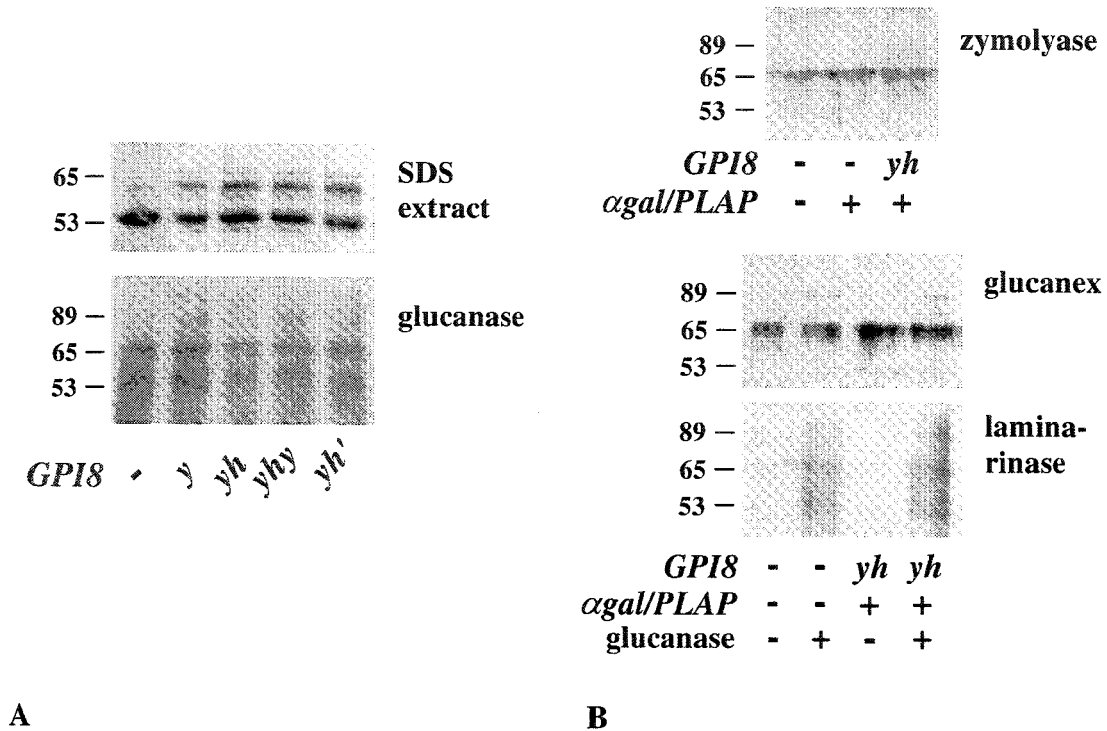 65 –
53 –
SDS
extract
89 –
65 –
53 –
glucanase
GPI8 - y yh yhy yh'
A
89 –
65 –
53 –
zymolyase
GPI8 - - yh
αgal/PLAP - + +
89 –
65 –
53 –
glucanex
89 –
65 –
53 –
lamina-
rinase
GPI8 - - yh yh
αgal/PLAP - - + +
glucanase - + - +
B